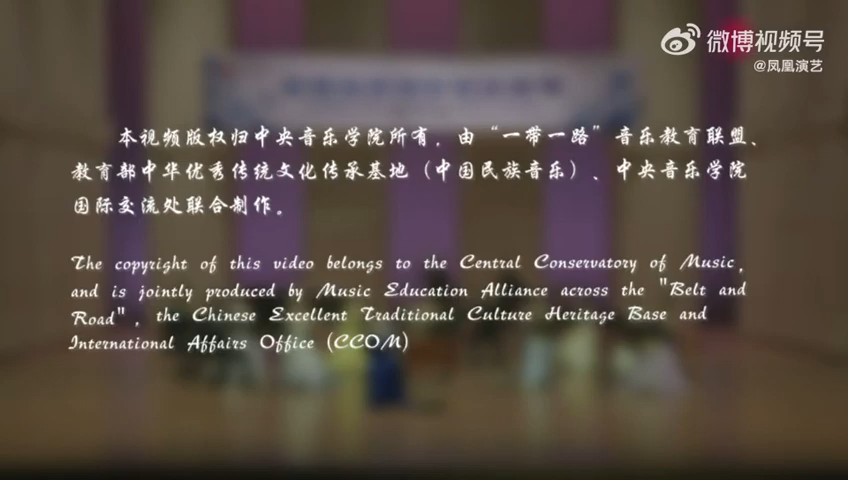 微博视频号
@凤凰演艺
本视频版权归中央音乐学院所有，由“一带一路”音乐教育联盟、
教育部中华优秀传统文化传承基地（中国民族音乐）、中央音乐学院
国际交流处联合制作。
The copyright of this video belongs to the Central Conservatory of Music,
and is jointly produced by Music Education Alliance across the "Belt and
Road", the Chinese Excellent Traditional Culture Heritage Base and
International Affairs Office (CCOM)